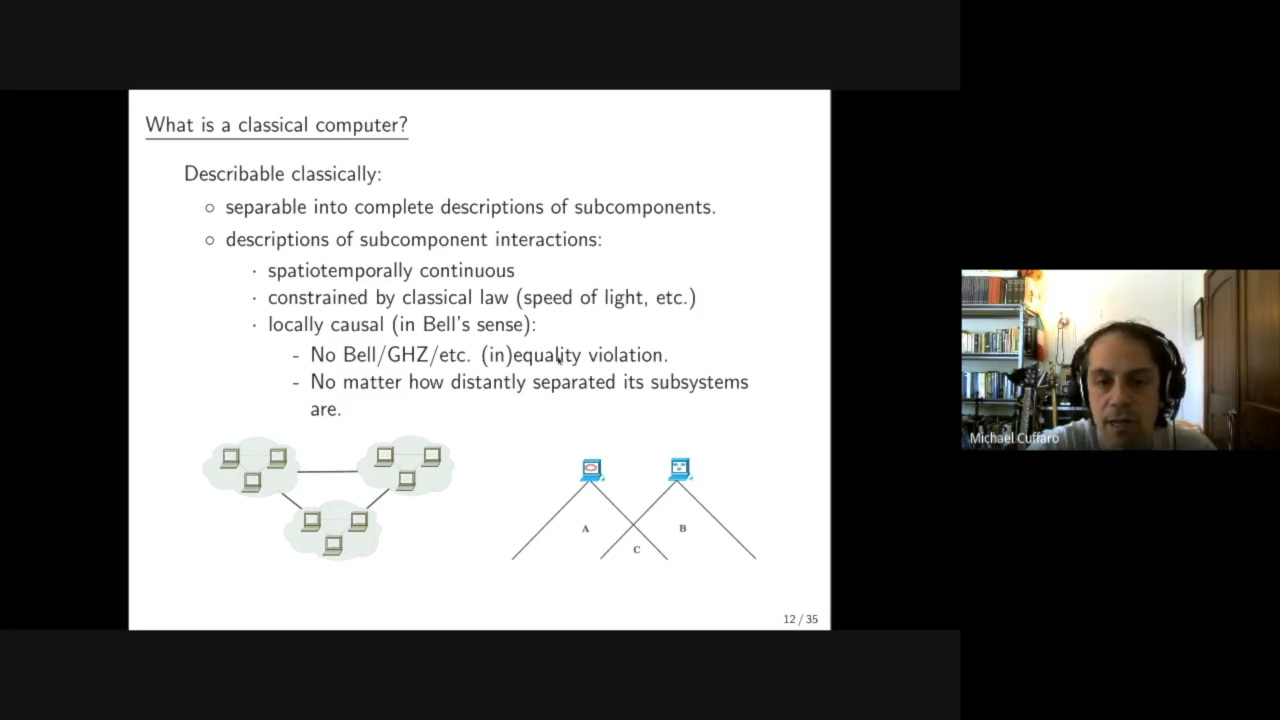 What is a classical computer?
Describable classically:
○ separable into complete descriptions of subcomponents.
○ descriptions of subcomponent interactions:
· spatiotemporally continuous
· constrained by classical law (speed of light, etc.)
· locally causal (in Bell's sense):
- No Bell/GHZ/etc. (in)equality violation.
- No matter how distantly separated its subsystems
are.
A
B
C
12 / 35
Michael Cuffaro